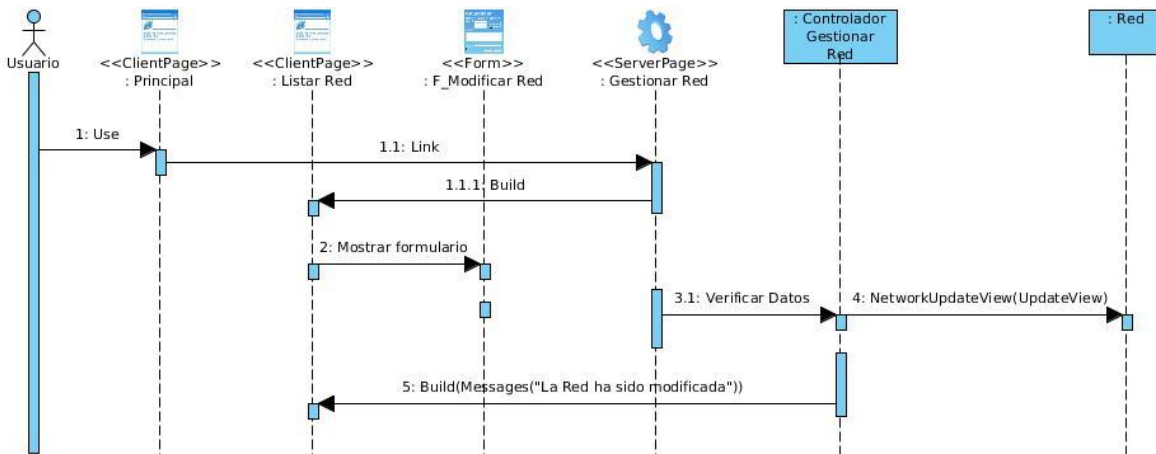 Usuario
<<ClientPage>>
: Principal
<<ClientPage>>
: Listar Red
<<Form>>
: F_Modificar Red
<<ServerPage>>
: Gestionar Red
: Controlador
Gestionar
Red
: Red
1: Use
1.1: Link
1.1.1: Build
2: Mostrar formulario
3.1: Verificar Datos
4: NetworkUpdateView(UpdateView)
5: Build(Messages("La Red ha sido modificada"))